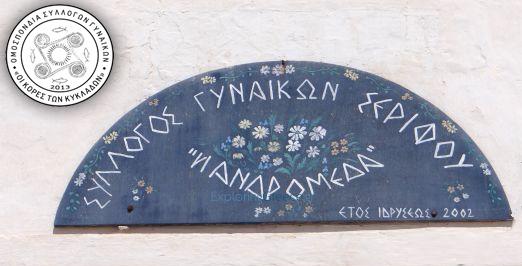 ΟΜΟΣΠΟΝΔΙΑ ΣΥΛΛΟΓΩΝ ΓΥΝΑΙΚΩΝ
"ΟΙ ΚΟΡΕΣ ΤΩΝ ΚΥΚΛΑΔΩΝ"
2013
ΣΥΛΛΟΓΟΣ ΓΥΝΑΙΚΩΝ ΣΕΡΙΦΟΥ
"Η ΑΝΔΡΟΜΕΔΑ"
ΕΤΟΣ ΙΔΡΥΣΕΩΣ 2002